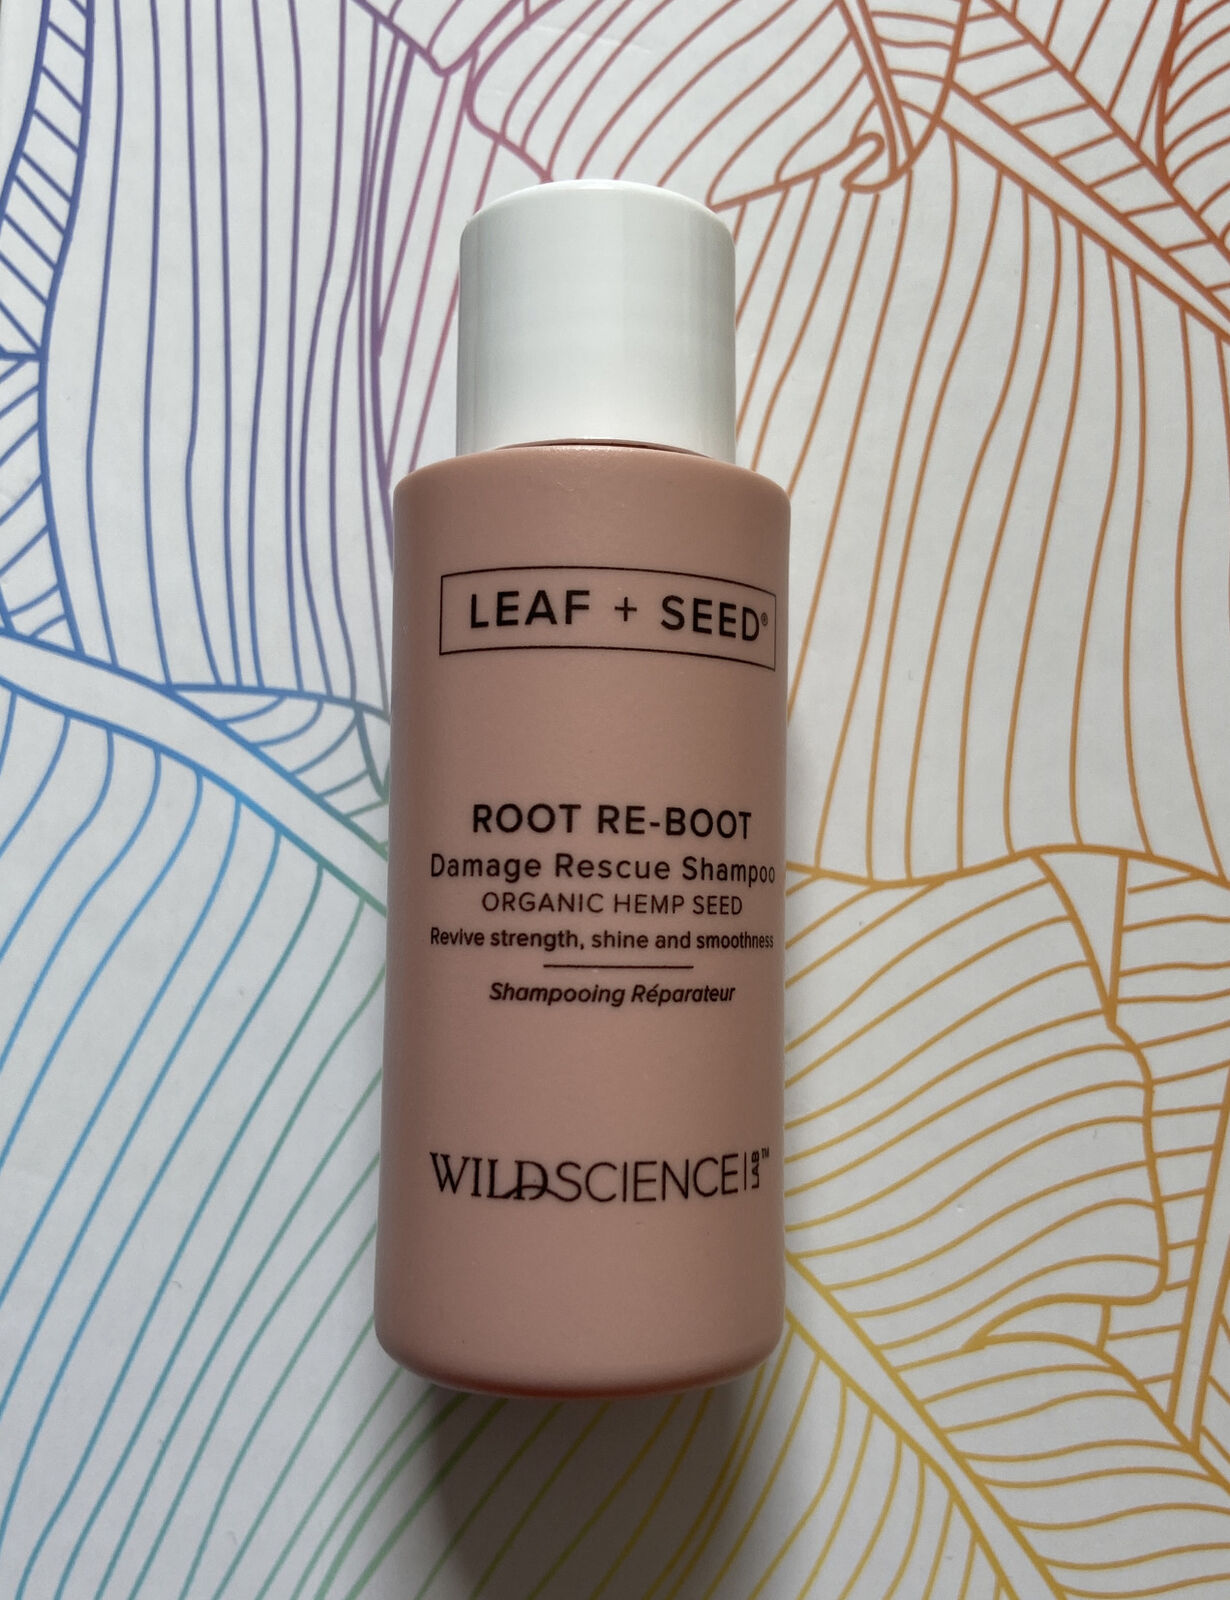 LEAF + SEED®
ROOT RE-BOOT
Damage Rescue Shampoo
ORGANIC HEMP SEED
Revive strength, shine and smoothness
Shampooing Réparateur
WILDSCIENCE|LAB™